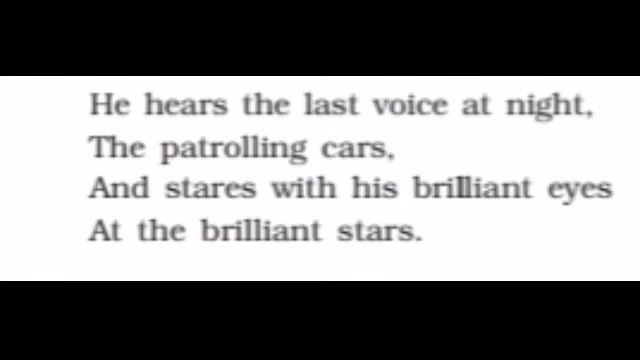 He hears the last voice at night,
The patrolling cars,
And stares with his brilliant eyes
At the brilliant stars.